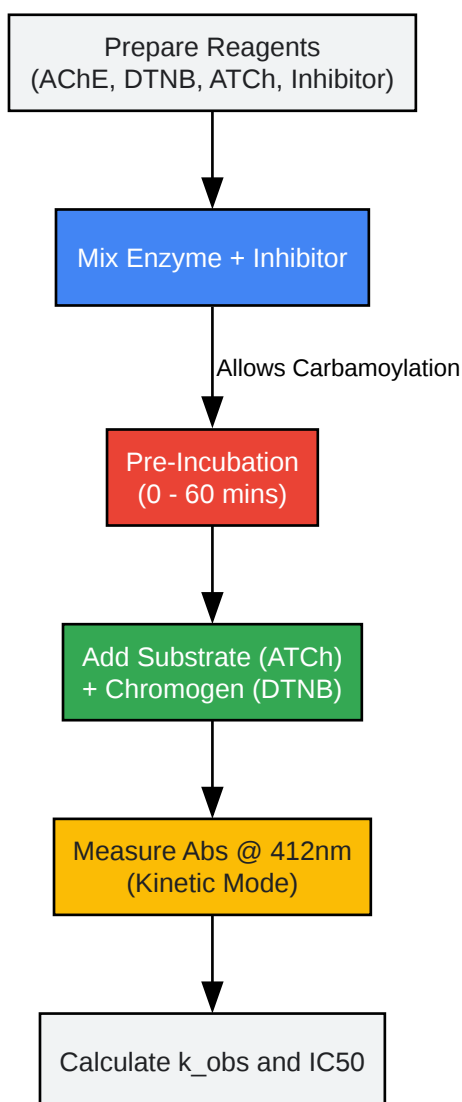 Prepare Reagents
(AChE, DTNB, ATCh, Inhibitor)
Mix Enzyme + Inhibitor
Allows Carbamoylation
Pre-Incubation
(0 - 60 mins)
Add Substrate (ATCh)
+ Chromogen (DTNB)
Measure Abs @ 412nm
(Kinetic Mode)
Calculate k_obs and IC50